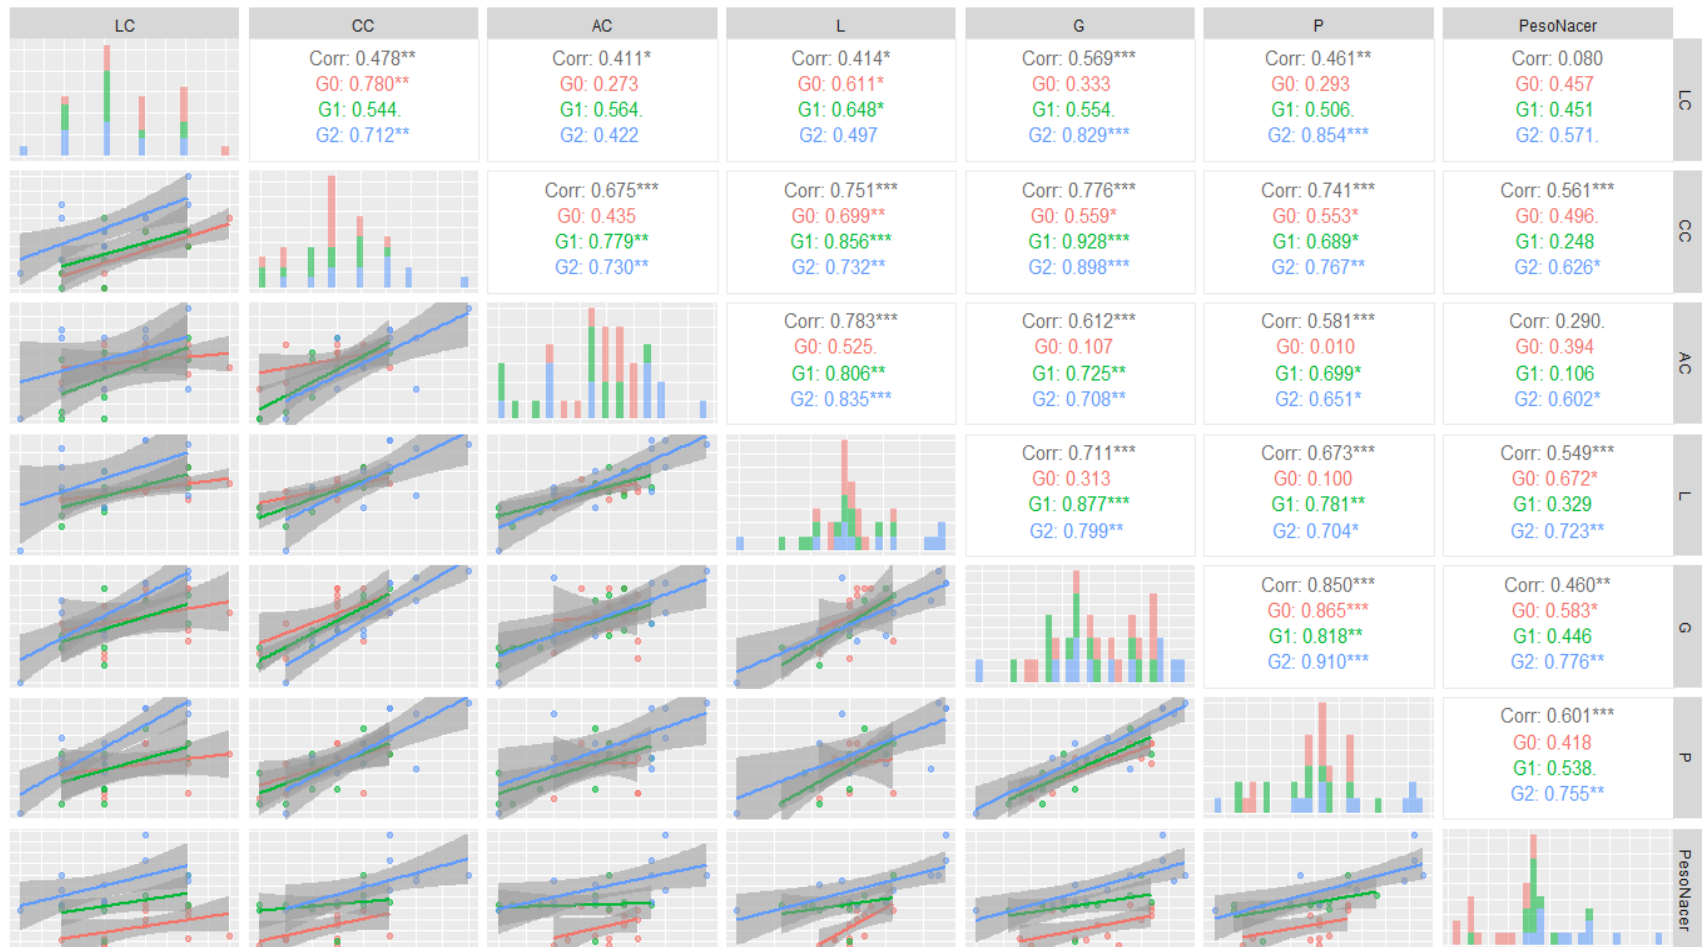 LC CC AC L G P PesoNacer
Corr: 0.478** Corr: 0.411* Corr: 0.414* Corr: 0.569*** Corr: 0.461** Corr: 0.080
G0: 0.780** G0: 0.273 G0: 0.611* G0: 0.333 G0: 0.293 G0: 0.457
G1: 0.544. G1: 0.564. G1: 0.648* G1: 0.554. G1: 0.506. G1: 0.451
G2: 0.712** G2: 0.422 G2: 0.497 G2: 0.829*** G2: 0.854*** G2: 0.571.
LC
Corr: 0.675*** Corr: 0.751*** Corr: 0.776*** Corr: 0.741*** Corr: 0.561***
G0: 0.435 G0: 0.699** G0: 0.559* G0: 0.553* G0: 0.496.
G1: 0.779** G1: 0.856*** G1: 0.928*** G1: 0.689* G1: 0.248
G2: 0.730** G2: 0.732** G2: 0.898*** G2: 0.767** G2: 0.626*
CC
Corr: 0.783*** Corr: 0.612*** Corr: 0.581*** Corr: 0.290.
G0: 0.525. G0: 0.107 G0: 0.010 G0: 0.394
G1: 0.806** G1: 0.725** G1: 0.699* G1: 0.106
G2: 0.835*** G2: 0.708** G2: 0.651* G2: 0.602*
AC
Corr: 0.711*** Corr: 0.673*** Corr: 0.549***
G0: 0.313 G0: 0.100 G0: 0.672*
G1: 0.877*** G1: 0.781** G1: 0.329
G2: 0.799** G2: 0.704* G2: 0.723**
L
Corr: 0.850*** Corr: 0.460**
G0: 0.865*** G0: 0.583*
G1: 0.818** G1: 0.446
G2: 0.910*** G2: 0.776**
G
Corr: 0.601***
G0: 0.418
G1: 0.538.
G2: 0.755**
P
PesoNacer